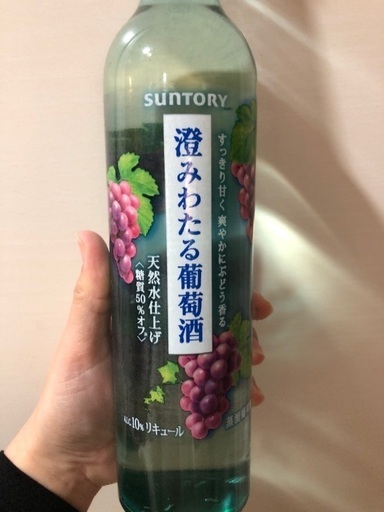 SUNTORY
すっきり甘く爽やかにぶどう香る
澄みわたる葡萄酒
天然水仕上げ
〈糖質50%オフ〉
10% リキュール